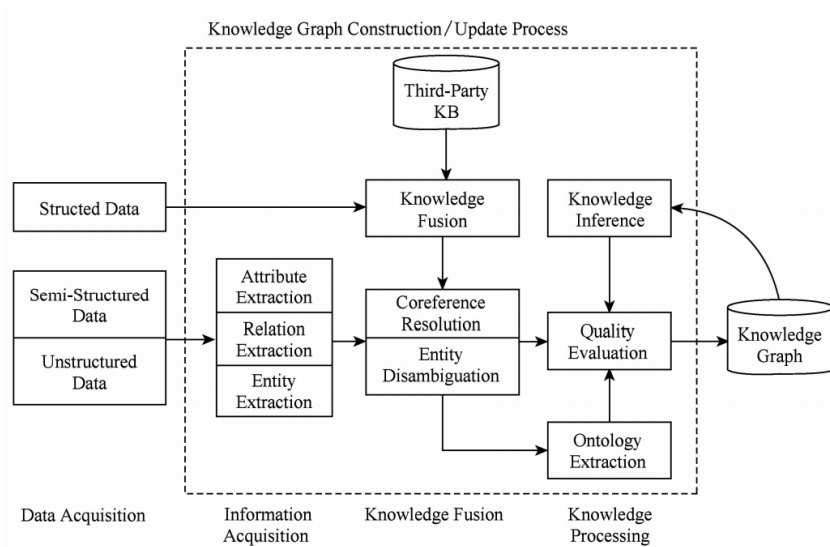 Knowledge Graph Construction/Update Process
Third-Party
KB
Structed Data
Knowledge
Fusion
Knowledge
Inference
Semi-Structured
Data
Unstructured
Data
Attribute
Extraction
Relation
Extraction
Entity
Extraction
Coreference
Resolution
Entity
Disambiguation
Quality
Evaluation
Knowledge
Graph
Ontology
Extraction
Data Acquisition
Information
Acquisition
Knowledge Fusion
Knowledge
Processing